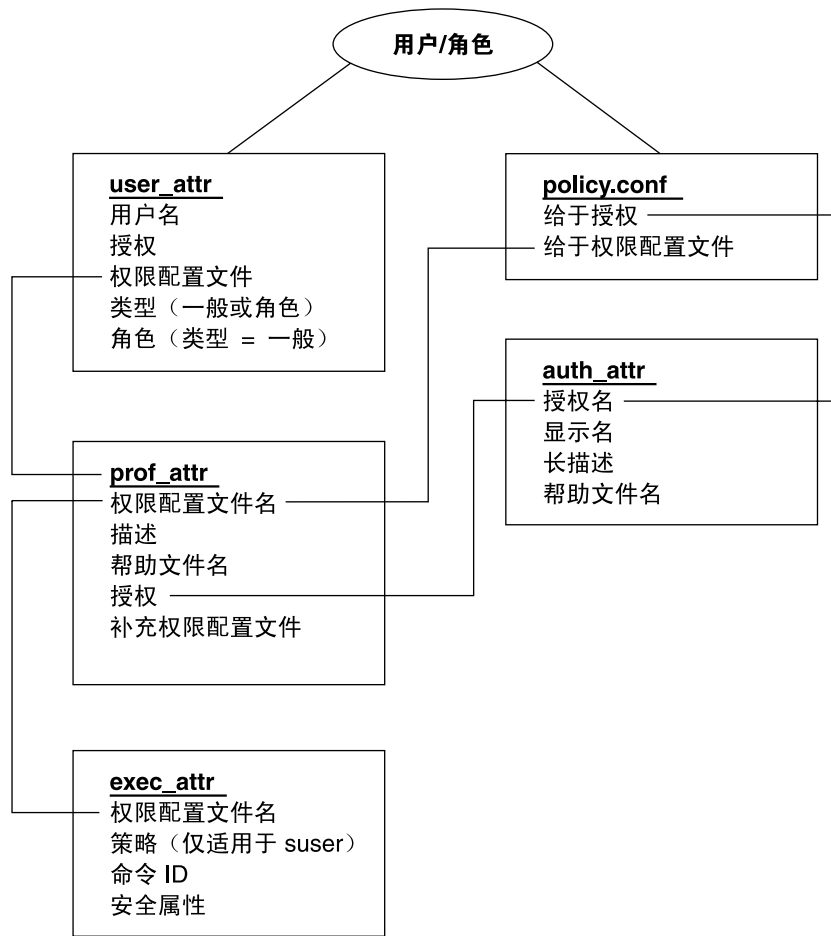 用户/角色
user_attr
用户名
授权
权限配置文件
类型（一般或角色）
角色（类型 = 一般）
policy.conf
给于授权
给于权限配置文件
auth_attr
授权名
显示名
长描述
帮助文件名
prof_attr
权限配置文件名
描述
帮助文件名
授权
补充权限配置文件
exec_attr
权限配置文件名
策略（仅适用于 suser）
命令 ID
安全属性